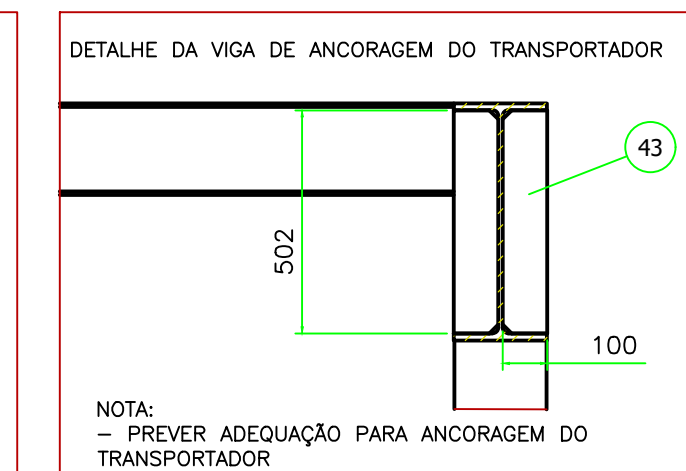 DETALHE DA VIGA DE ANCORAGEM DO TRANSPORTADOR
43
502
100
NOTA:
– PREVER ADEQUAÇÃO PARA ANCORAGEM DO
TRANSPORTADOR